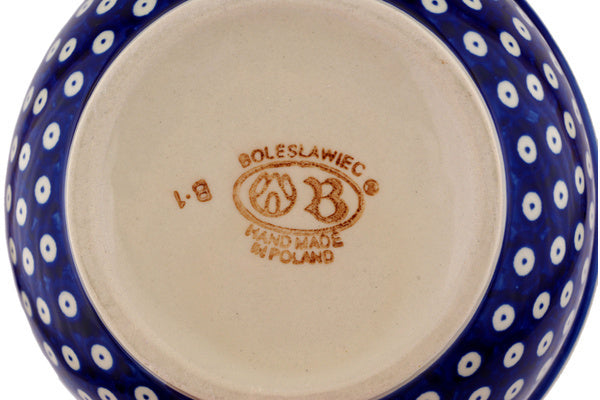 BOLESLAWIEC ®
B
HAND MADE
IN POLAND
B·1